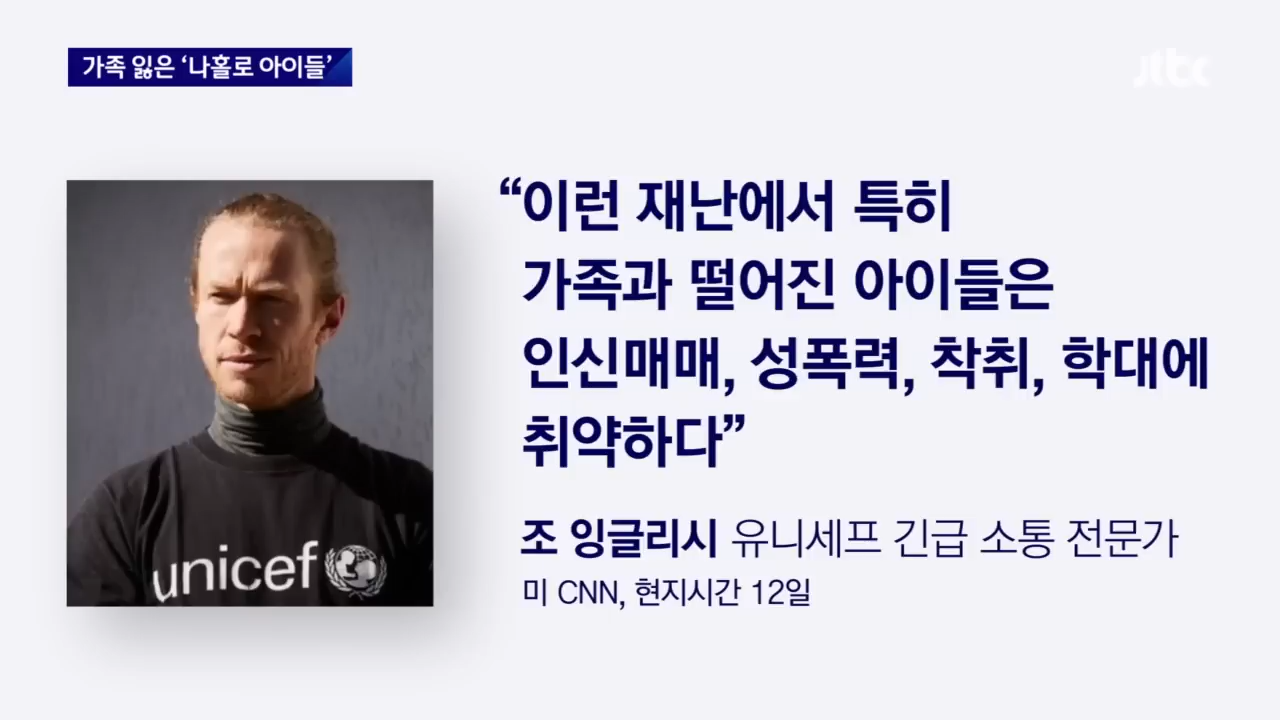 가족 잃은 ‘나홀로 아이들’
jtbc
“이런 재난에서 특히
가족과 떨어진 아이들은
인신매매, 성폭력, 착취, 학대에
취약하다”
조 잉글리시 유니세프 긴급 소통 전문가
미 CNN, 현지시간 12일
unicef